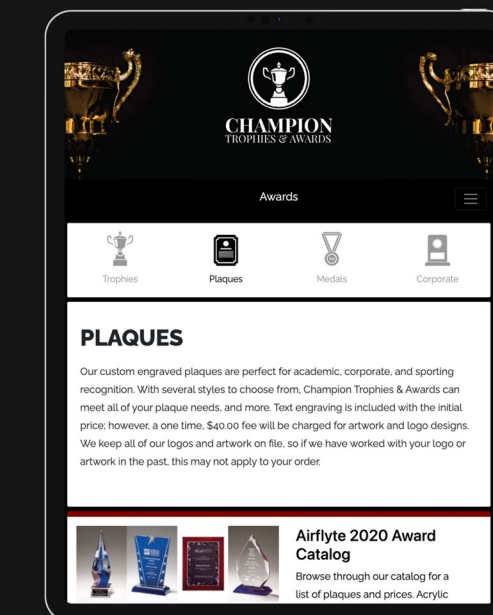 CHAMPION
TROPHIES & AWARDS
Awards
Trophies
Plaques
Medals
Corporate
PLAQUES
Our custom engraved plaques are perfect for academic, corporate, and sporting
recognition. With several styles to choose from, Champion Trophies & Awards can
meet all of your plaque needs, and more. Text engraving is included with the initial
price; however, a one time, $40.00 fee will be charged for artwork and logo designs.
We keep all of our logos and artwork on file, so if we have worked with your logo or
artwork in the past, this may not apply to your order.
Airflyte 2020 Award
Catalog
Browse through our catalog for a
list of plaques and prices. Acrylic